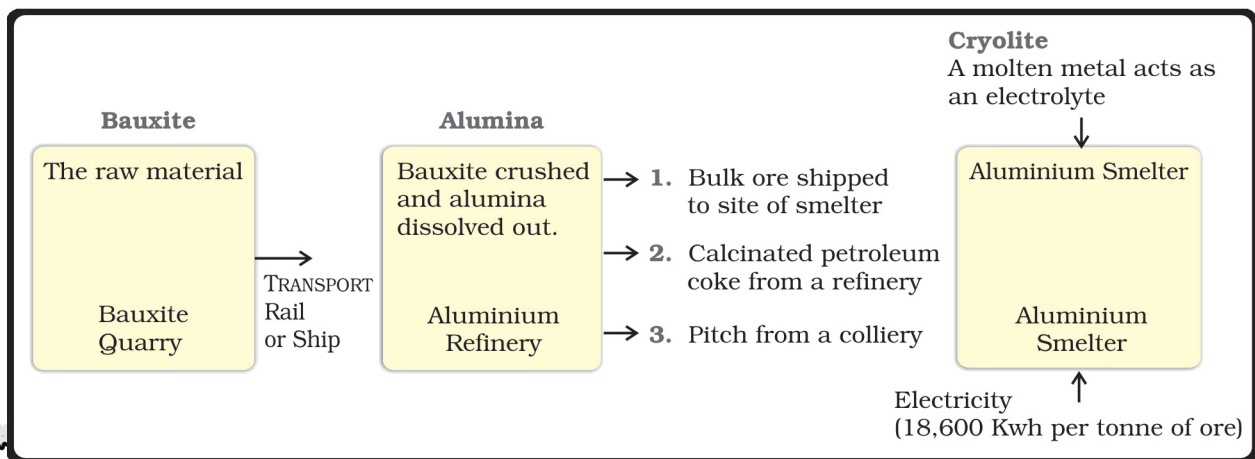 Bauxite
The raw material
Bauxite
Quarry
TRANSPORT
Rail
or Ship
Alumina
Bauxite crushed
and alumina
dissolved out.
Aluminium
Refinery
1. Bulk ore shipped
to site of smelter
2. Calcinated petroleum
coke from a refinery
3. Pitch from a colliery
Cryolite
A molten metal acts as
an electrolyte
Aluminium Smelter
Aluminium
Smelter
Electricity
(18,600 Kwh per tonne of ore)